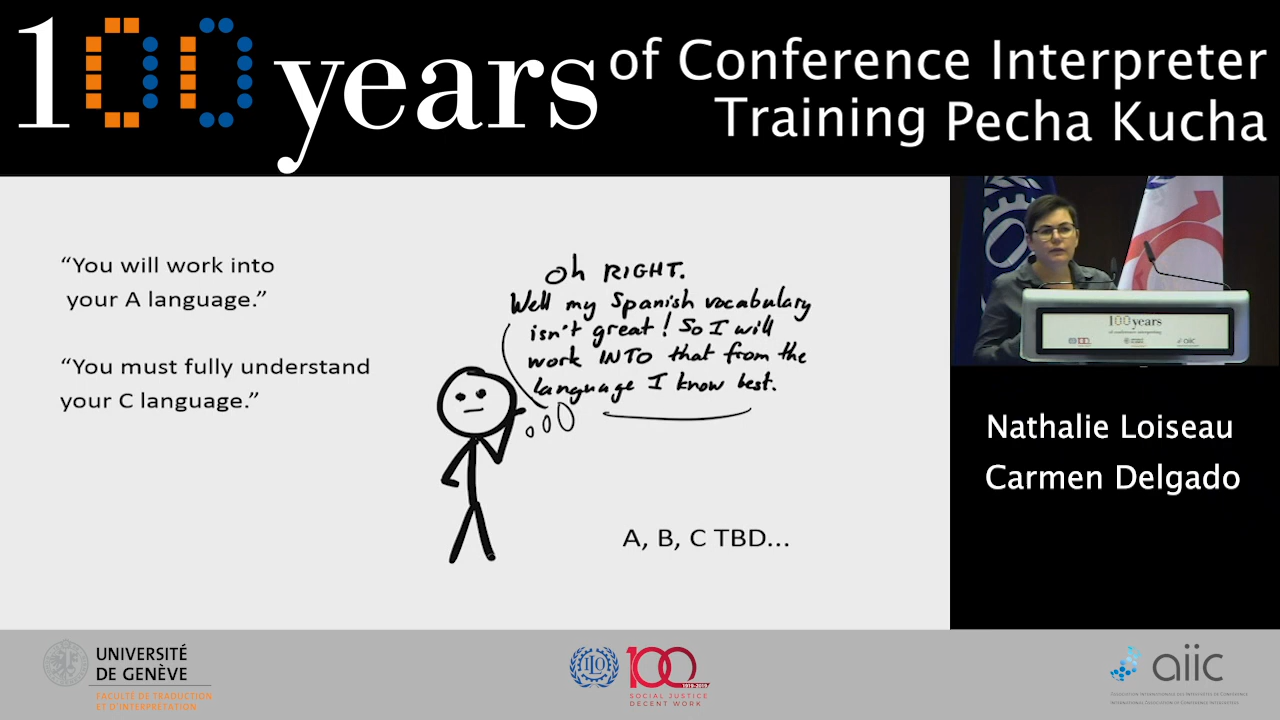 100 years of Conference Interpreter
Training Pecha Kucha
“You will work into
your A language.”
“You must fully understand
your C language.”
Oh RIGHT.
Well my Spanish vocabulary
isn't great! So I will
work INTO that from the
language I know best.
A, B, C TBD...
100years
Nathalie Loiseau
Carmen Delgado
UNIVERSITÉ
DE GENÈVE
FACULTÉ DE TRADUCTION
ET D'INTERPRÉTATION
ILO 100
1919-2019
SOCIAL JUSTICE
DECENT WORK
aiic